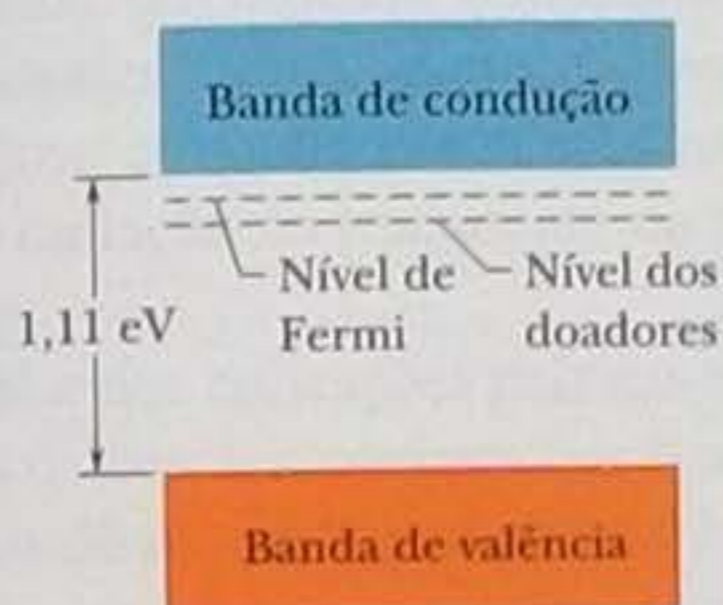 Banda de condução
Nível de
Fermi
Nível dos
doadores
1,11 eV
Banda de valência